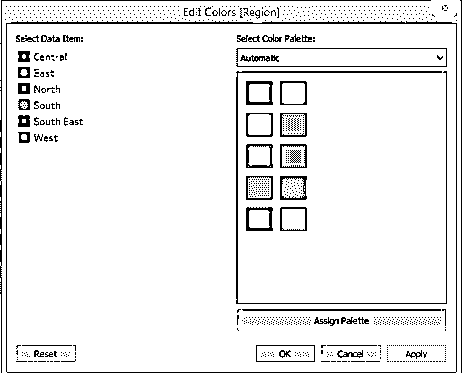 Edit Colors [Region]
Select Data Item:
Central
East
North
South
South East
West
Select Color Palette:
Automatic
Assign Palette
Reset
OK
Cancel
Apply